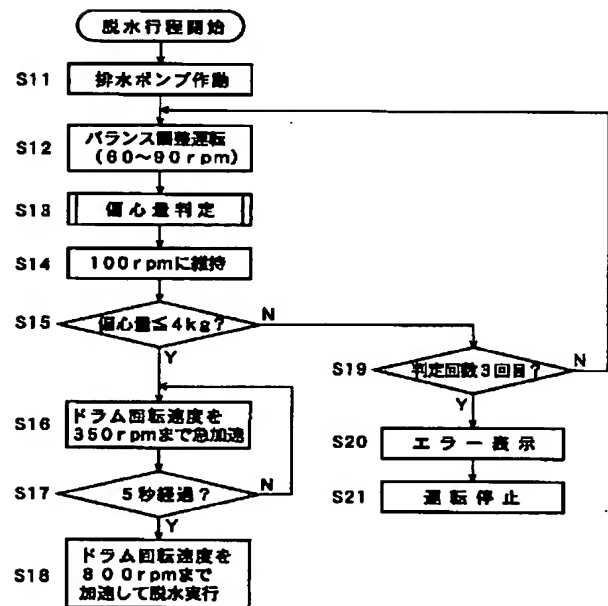 脱水行程開始
S11
排水ポンプ作動
S12
バランス調整運転
(60〜90rpm)
S13
偏心量判定
S14
100rpmに維持
S15
偏心量≦4kg?
N
Y
S16
ドラム回転速度を
350rpmまで急加速
S17
5秒経過?
N
Y
S18
ドラム回転速度を
800rpmまで
加速して脱水実行
S19
判定回数3回目?
N
Y
S20
エラー表示
S21
運転停止